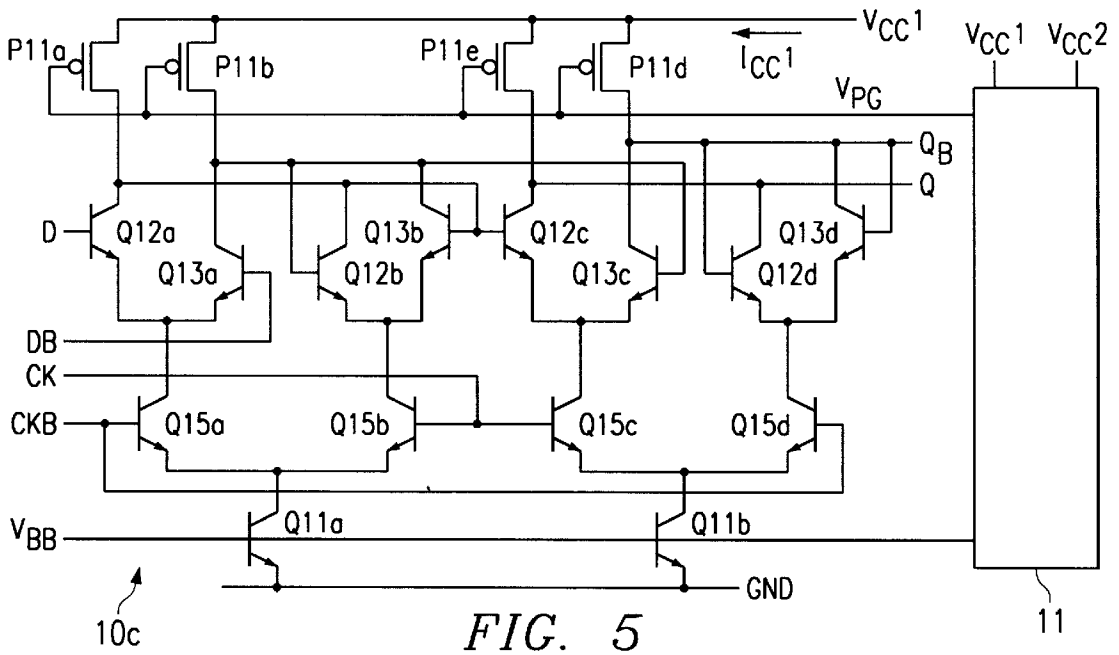 P11a
P11b
P11e
P11d
VCC1
ICC1
VCC1
VCC2
VPG
QB
Q
D
Q12a
Q13a
Q12b
Q13b
Q12c
Q13c
Q12d
Q13d
DB
CK
CKB
Q15a
Q15b
Q15c
Q15d
VBB
Q11a
Q11b
GND
10c
11
FIG. 5